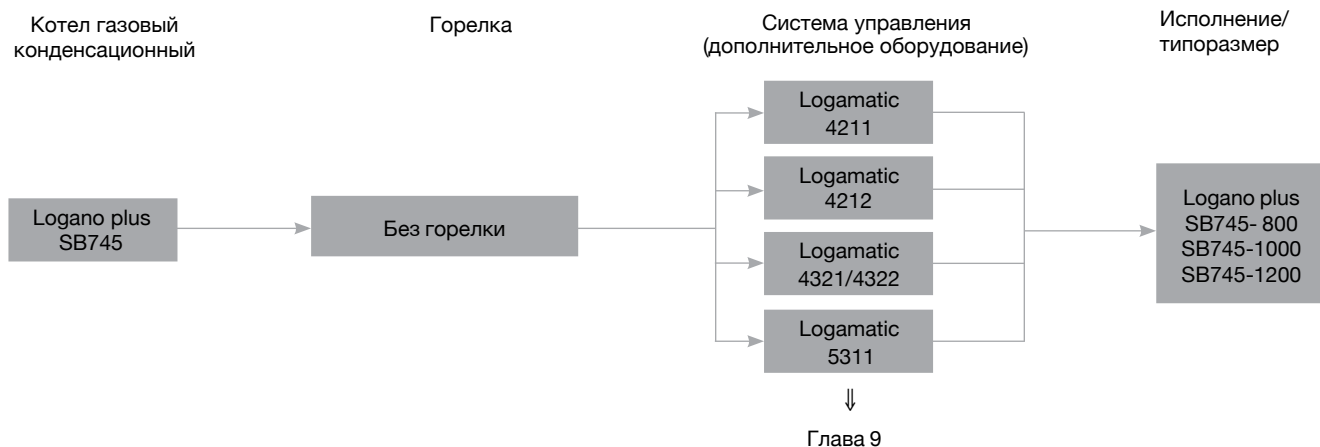 Котел газовый
конденсационный
Горелка
Система управления
(дополнительное оборудование)
Исполнение/
типоразмер
Logano plus
SB745
Без горелки
Logamatic
4211
Logamatic
4212
Logamatic
4321/4322
Logamatic
5311
Logano plus
SB745- 800
SB745-1000
SB745-1200
⇓
Глава 9